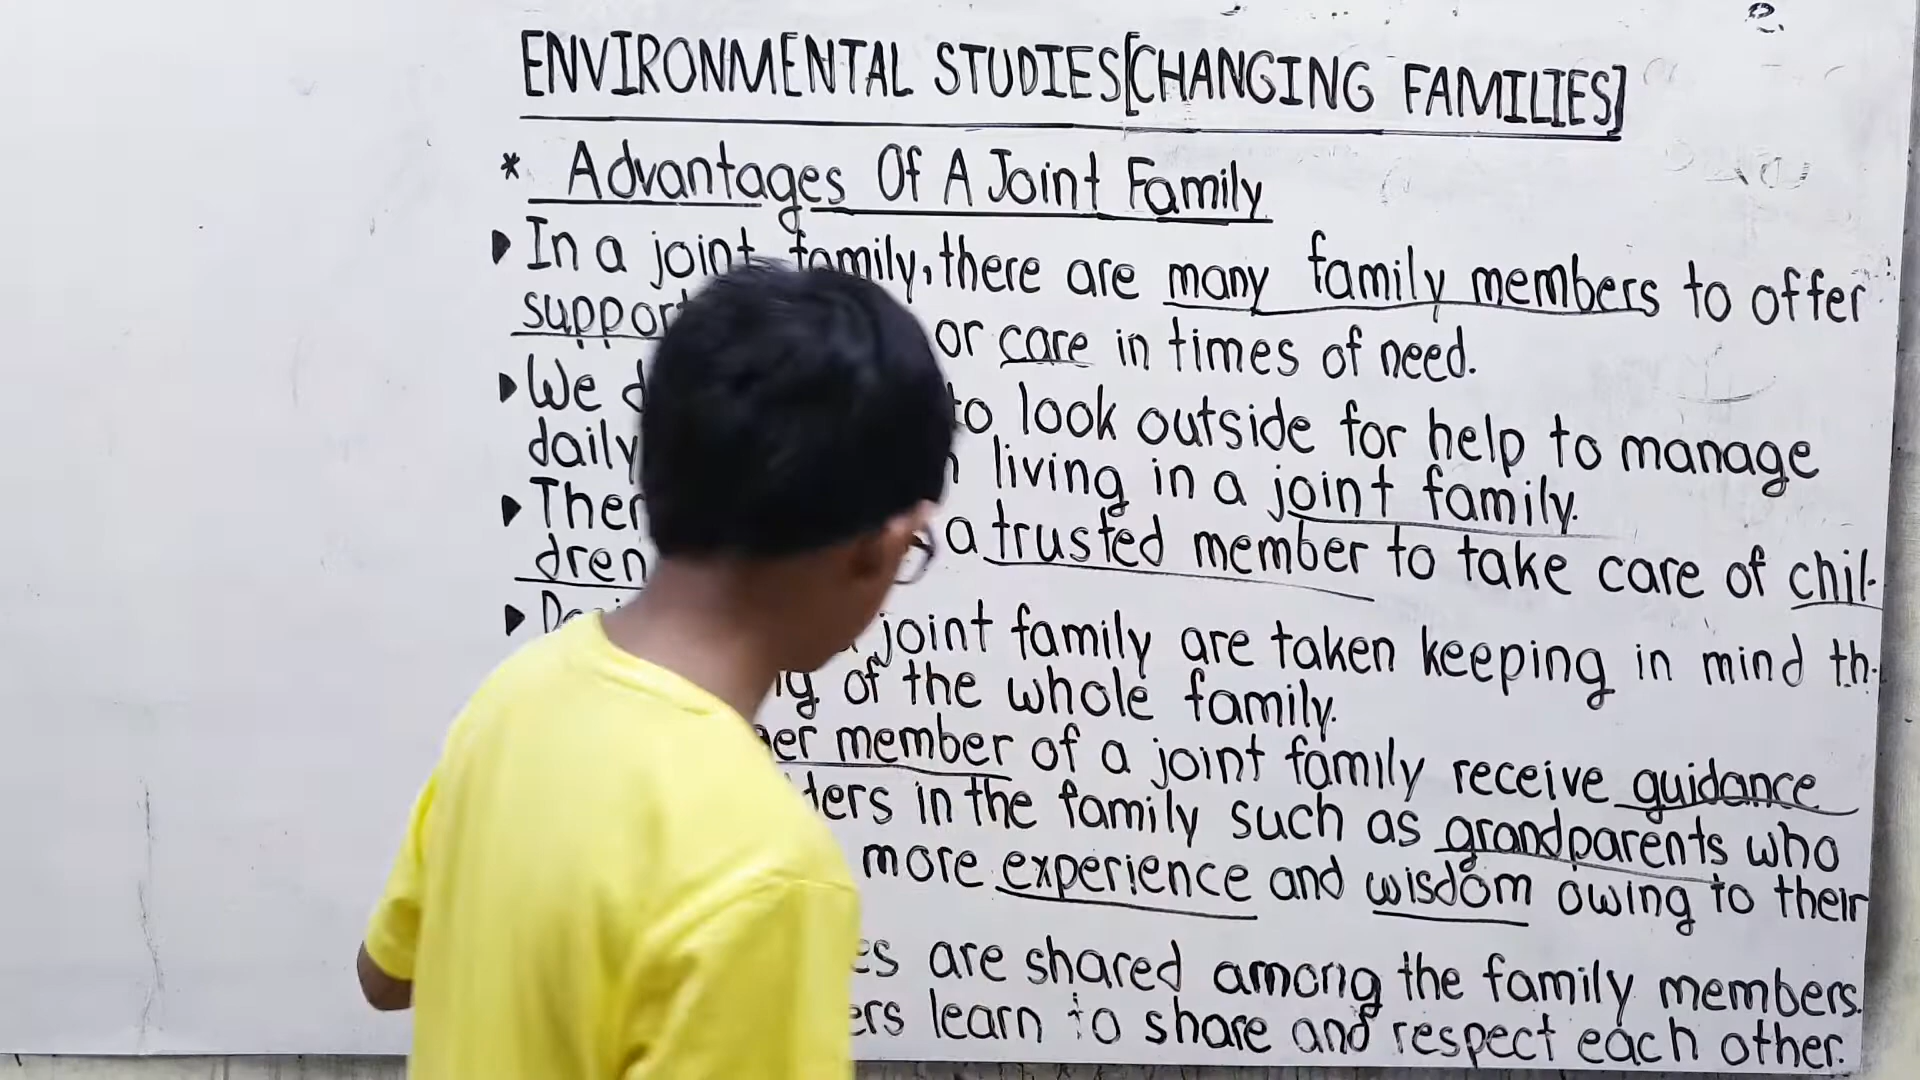 ENVIRONMENTAL STUDIES[CHANGING FAMILIES]
* Advantages Of A Joint Family
In a joint family, there are many family members to offer
support or care in times of need.
We to look outside for help to manage
daily living in a joint family.
a trusted member to take care of chil-
dren
joint family are taken keeping in mind
of the whole family.
member of a joint family receive guidance
in the family such as grandparents who
more experience and wisdom owing to their
are shared among the family members.
learn to share and respect each other.